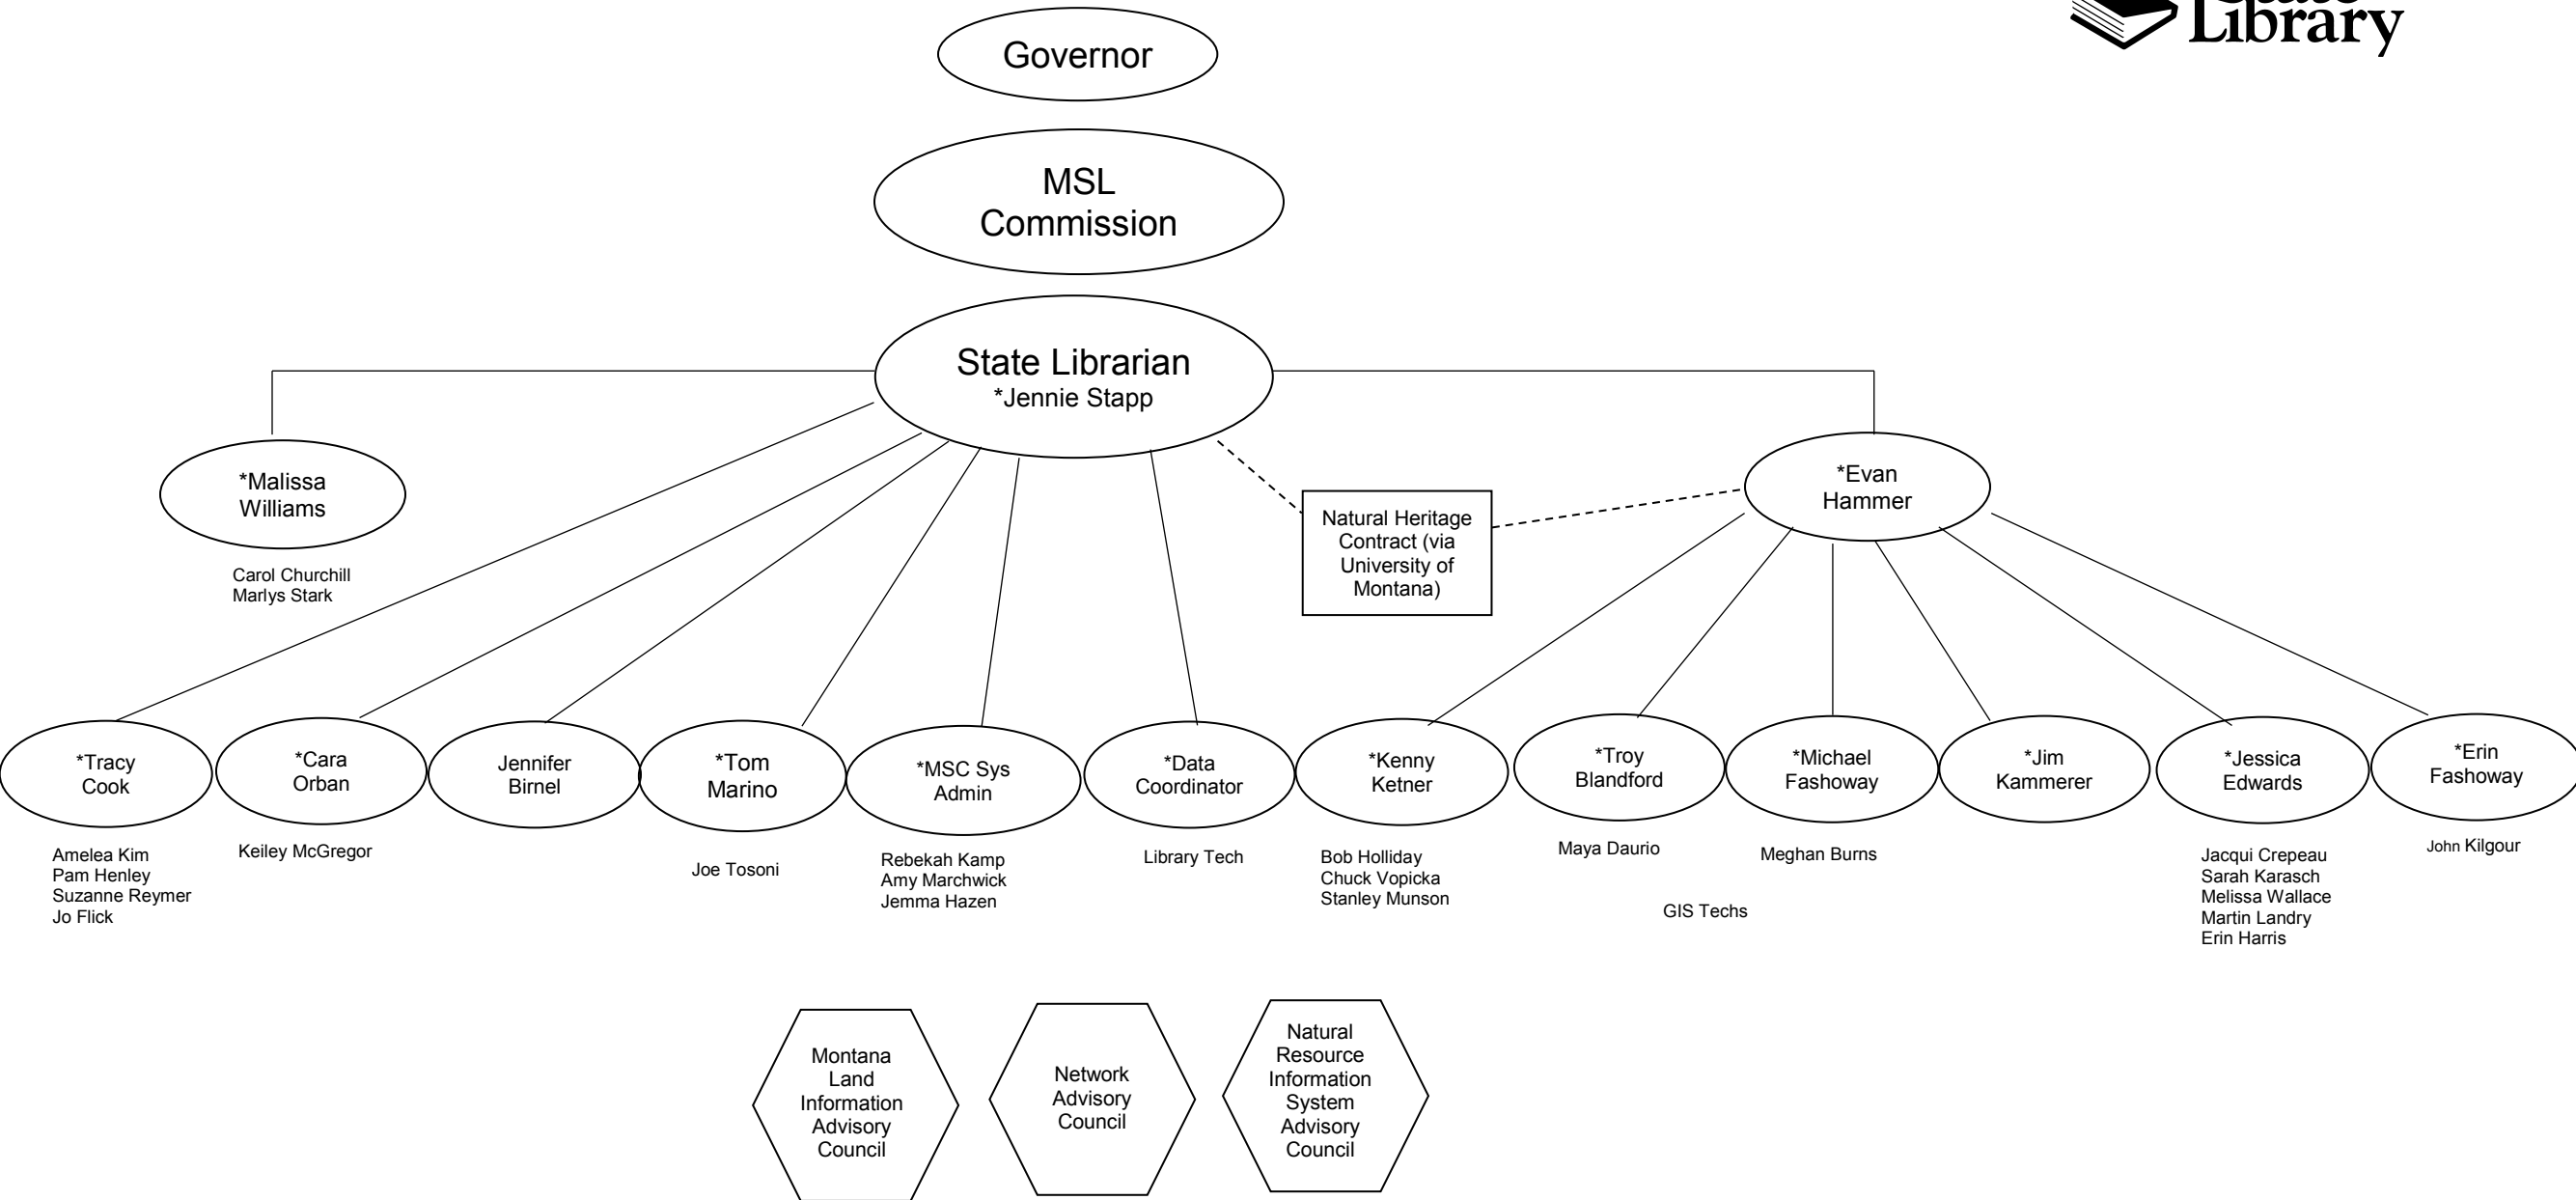 Library
Governor
MSL
Commission
State Librarian
*Jennie Stapp
*Malissa
Williams
Carol Churchill
Marlys Stark
Natural Heritage
Contract (via
University of
Montana)
*Evan
Hammer
*Tracy
Cook
Amelea Kim
Pam Henley
Suzanne Reymer
Jo Flick
*Cara
Orban
Keiley McGregor
Jennifer
Birnel
*Tom
Marino
Joe Tosoni
*MSC Sys
Admin
Rebekah Kamp
Amy Marchwick
Jemma Hazen
*Data
Coordinator
Library Tech
*Kenny
Ketner
Bob Holliday
Chuck Vopicka
Stanley Munson
*Troy
Blandford
Maya Daurio
*Michael
Fashoway
Meghan Burns
GIS Techs
*Jim
Kammerer
*Jessica
Edwards
Jacqui Crepeau
Sarah Karasch
Melissa Wallace
Martin Landry
Erin Harris
*Erin
Fashoway
John Kilgour
Montana
Land
Information
Advisory
Council
Network
Advisory
Council
Natural
Resource
Information
System
Advisory
Council